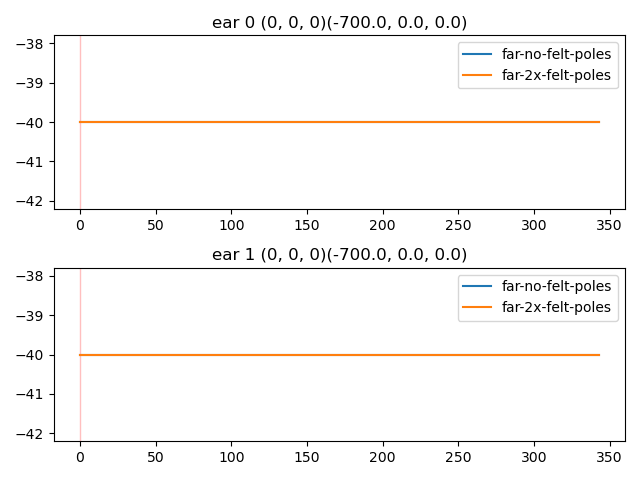 ear 0 (0, 0, 0)(-700.0, 0.0, 0.0)
−38
−39
−40
−41
−42
far-no-felt-poles
far-2x-felt-poles
0 50 100 150 200 250 300 350
ear 1 (0, 0, 0)(-700.0, 0.0, 0.0)
−38
−39
−40
−41
−42
far-no-felt-poles
far-2x-felt-poles
0 50 100 150 200 250 300 350